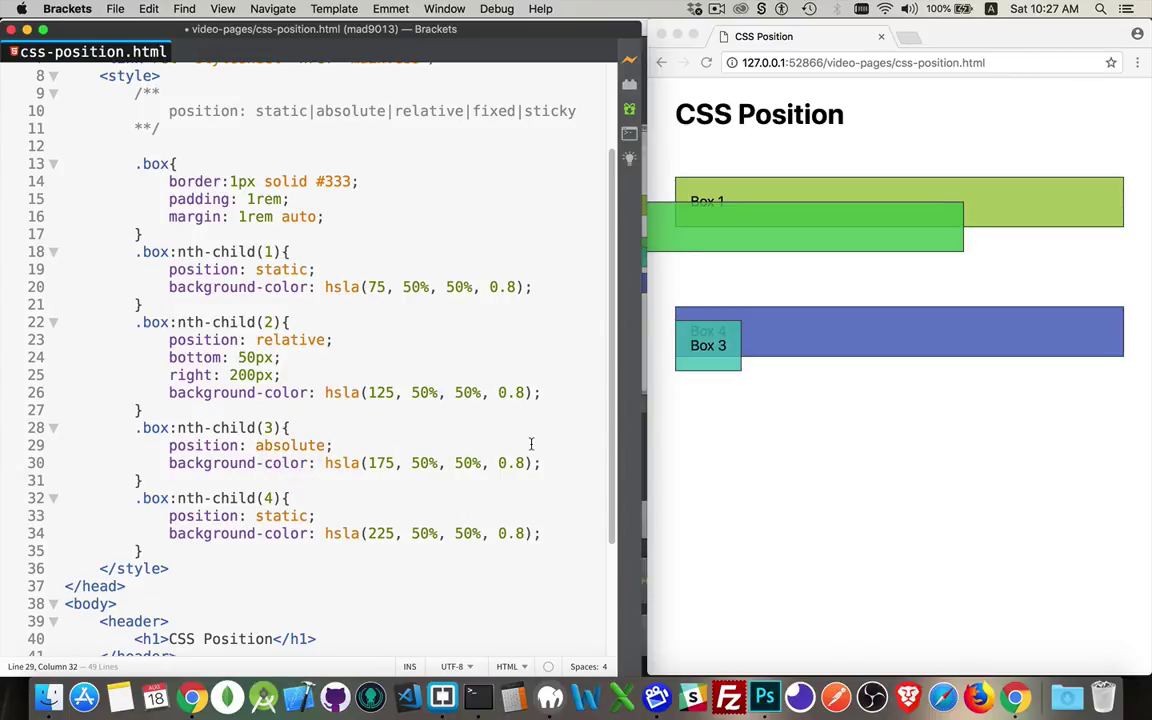 Brackets File Edit Find View Navigate Template Emmet Window Debug Help
100% A Sat 10:27 AM
• video-pages/css-position.html (mad9013) — Brackets
css-position.html
8 <style>
9 /**
10 position: static|absolute|relative|fixed|sticky
11 **/
12
13 .box{
14 border:1px solid #333;
15 padding: 1rem;
16 margin: 1rem auto;
17 }
18 .box:nth-child(1){
19 position: static;
20 background-color: hsla(75, 50%, 50%, 0.8);
21 }
22 .box:nth-child(2){
23 position: relative;
24 bottom: 50px;
25 right: 200px;
26 background-color: hsla(125, 50%, 50%, 0.8);
27 }
28 .box:nth-child(3){
29 position: absolute;
30 background-color: hsla(175, 50%, 50%, 0.8);
31 }
32 .box:nth-child(4){
33 position: static;
34 background-color: hsla(225, 50%, 50%, 0.8);
35 }
36 </style>
37 </head>
38 <body>
39 <header>
40 <h1>CSS Position</h1>
41 </header>
Line 29, Column 32 — 49 Lines
INS UTF-8 HTML Spaces: 4
CSS Position
127.0.0.1:52866/video-pages/css-position.html
CSS Position
Box 1
Box 4
Box 3
AUG
18